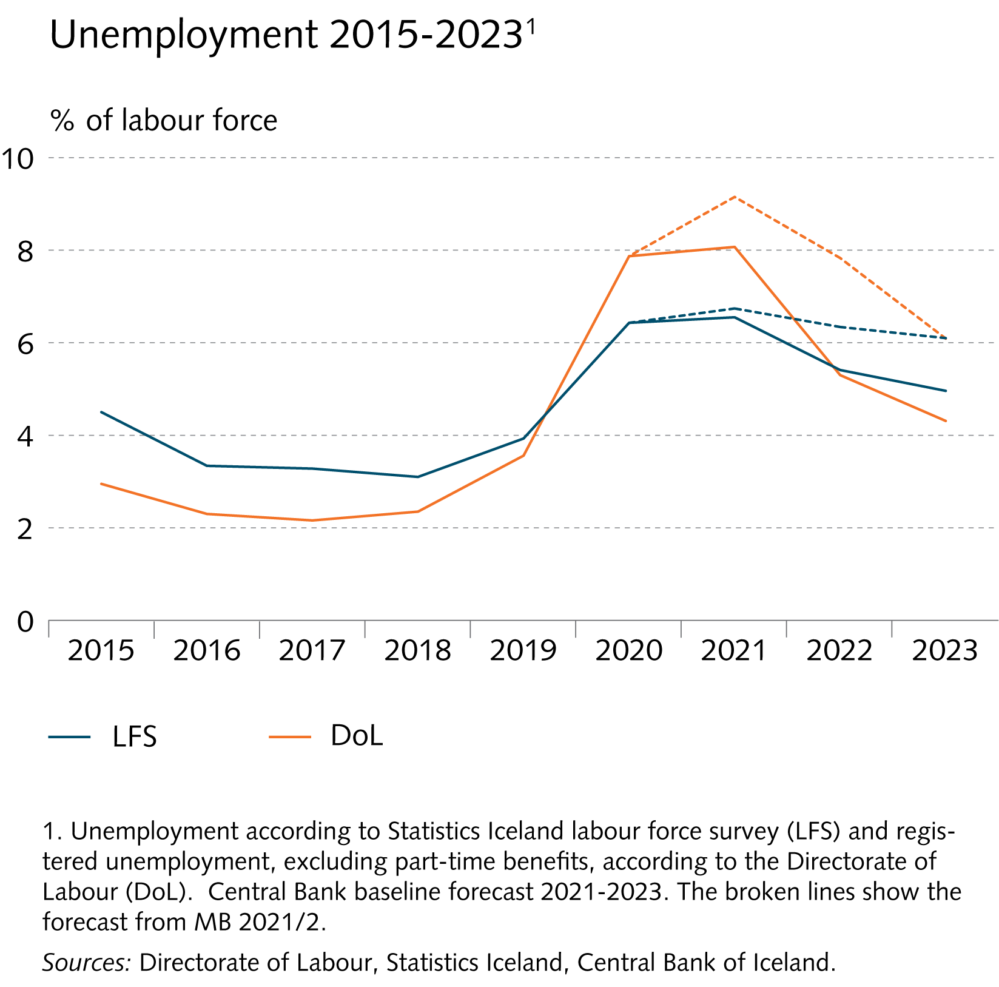 Unemployment 2015-2023¹
% of labour force
10
8
6
4
2
0
2015 2016 2017 2018 2019 2020 2021 2022 2023
LFS DoL
1. Unemployment according to Statistics Iceland labour force survey (LFS) and regis-
tered unemployment, excluding part-time benefits, according to the Directorate of
Labour (DoL).  Central Bank baseline forecast 2021-2023. The broken lines show the
forecast from MB 2021/2.
Sources: Directorate of Labour, Statistics Iceland, Central Bank of Iceland.